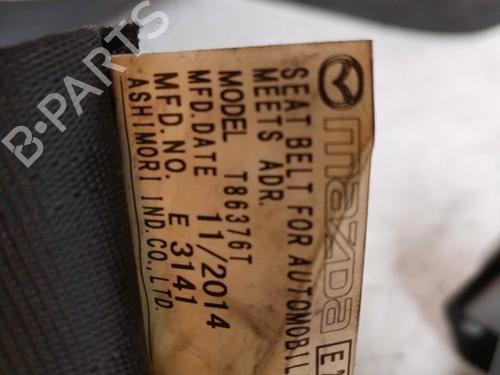 mazda
SEAT BELT FOR AUTOMOBIL
MEETS ADR.
MODEL T86376T
MFD.DATE 11/2014
MFD.NO. E 3141
ASHIMORI IND.CO.,LTD.
B-PARTS